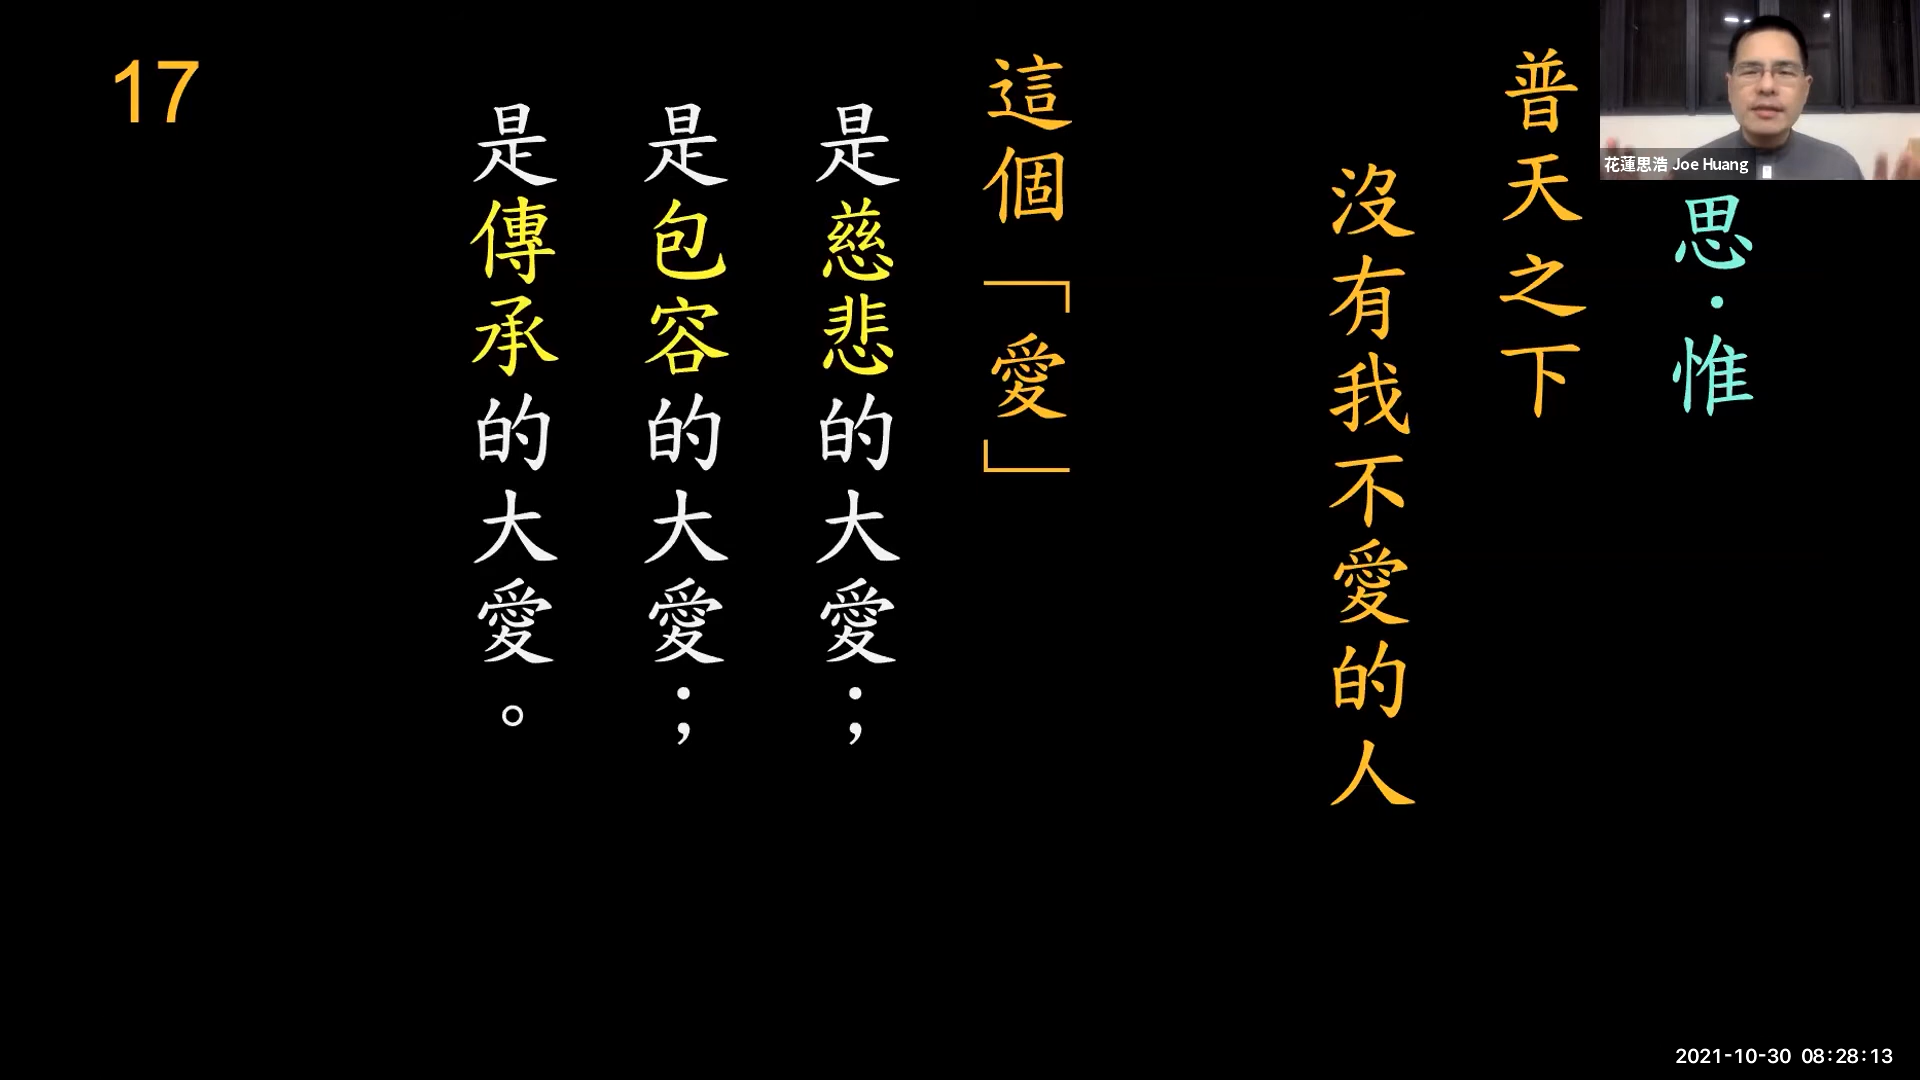 思·惟
普天之下
沒有我不愛的人
這個「愛」
是慈悲的大愛；
是包容的大愛；
是傳承的大愛。
17
花蓮思浩 Joe Huang
2021-10-30 08:28:13